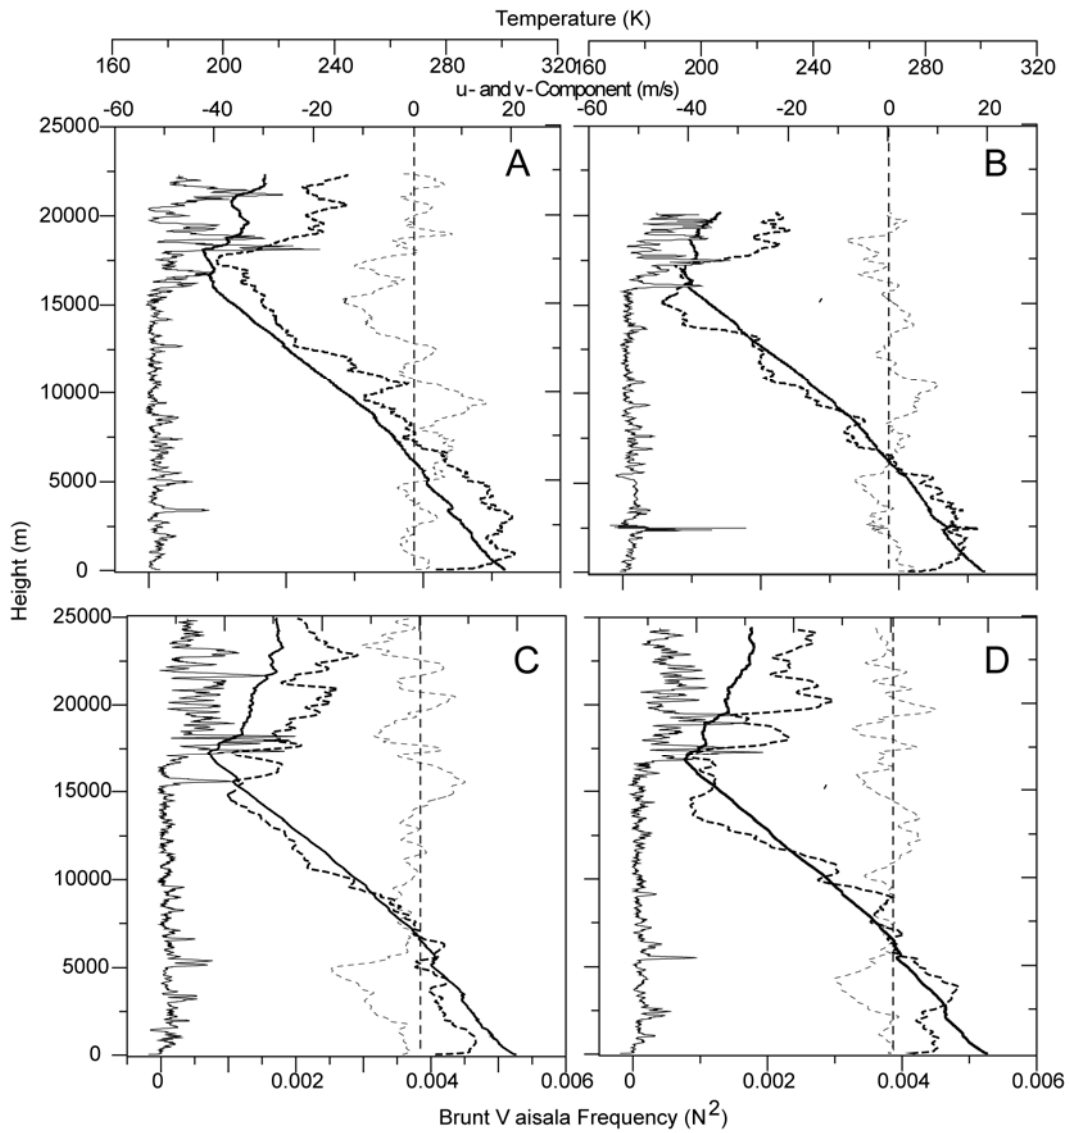 Temperature (K)
160 200 240 280 320 160 200 240 280 320
u- and v-Component (m/s)
-60 -40 -20 0 20 -60 -40 -20 0 20
25000
A
B
20000
15000
10000
5000
0
Height (m)
25000
C
D
20000
15000
10000
5000
0
0 0.002 0.004 0.006 0 0.002 0.004 0.006
Brunt V aisala Frequency (N²)